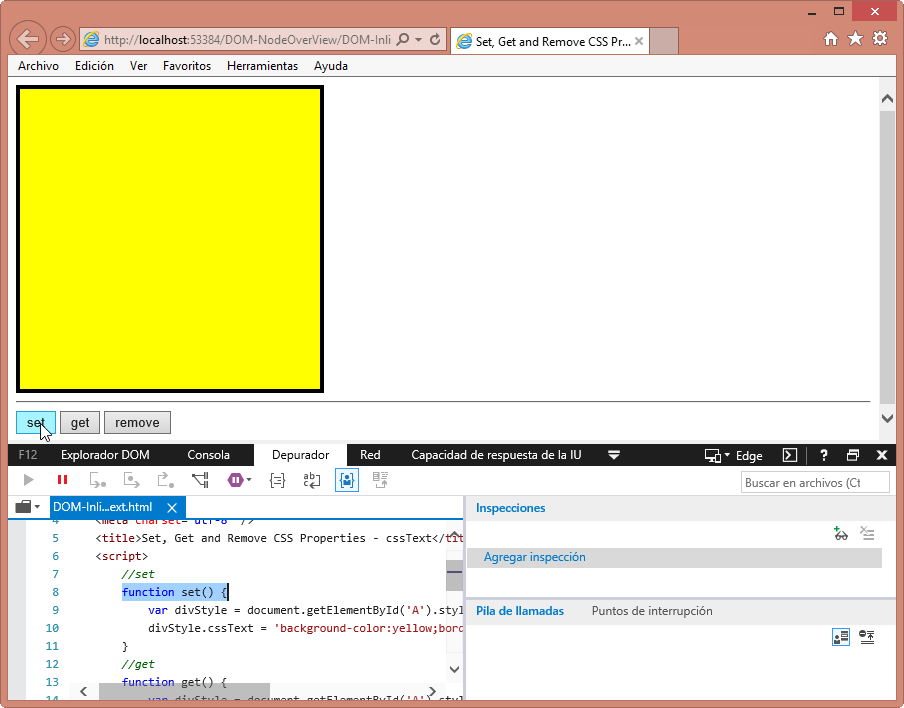 http://localhost:53384/DOM-NodeOverView/DOM-Inli
Set, Get and Remove CSS Pr...
Archivo Edición Ver Favoritos Herramientas Ayuda
set get remove
F12 Explorador DOM Consola Depurador Red Capacidad de respuesta de la IU Edge ?
Buscar en archivos (Ct
DOM-Inli...ext.html
Inspecciones
Agregar inspección
4 <meta charset="utf-8" />
5 <title>Set, Get and Remove CSS Properties - cssText</tit
6 <script>
7 //set
8 function set() {
9 var divStyle = document.getElementById('A').styl
10 divStyle.cssText = 'background-color:yellow;bord
11 }
12 //get
13 function get() {
14 var divStyle = document.getElementById('A').styl
Pila de llamadas Puntos de interrupción